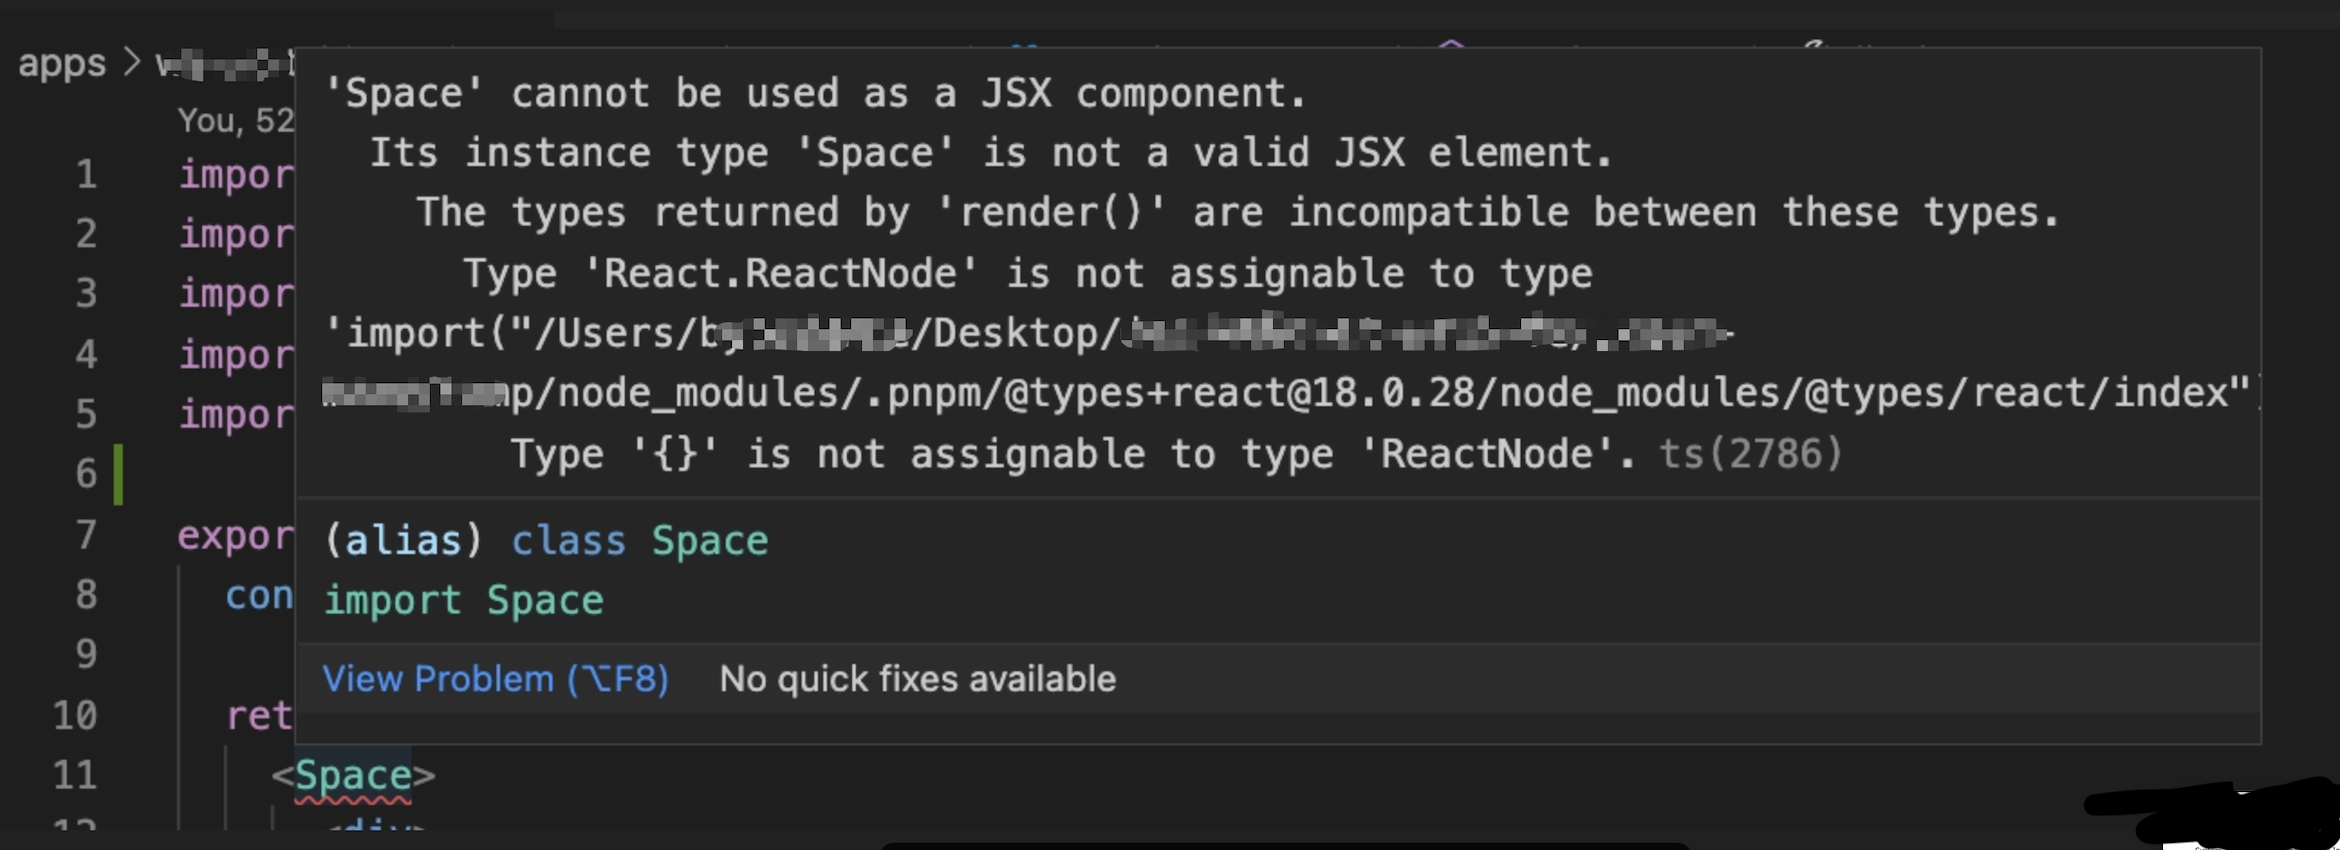 apps >
'Space' cannot be used as a JSX component.
You, 52
Its instance type 'Space' is not a valid JSX element.
1 impor
The types returned by 'render()' are incompatible between these types.
2 impor
Type 'React.ReactNode' is not assignable to type
3 impor
'import("/Users/ /Desktop/
4 impor
p/node_modules/.pnpm/@types+react@18.0.28/node_modules/@types/react/index"
5 impor
Type '{}' is not assignable to type 'ReactNode'. ts(2786)
6
7 expor
(alias) class Space
8 con
import Space
9
View Problem (⌥F8) No quick fixes available
10 ret
11 <Space>
12 <div>